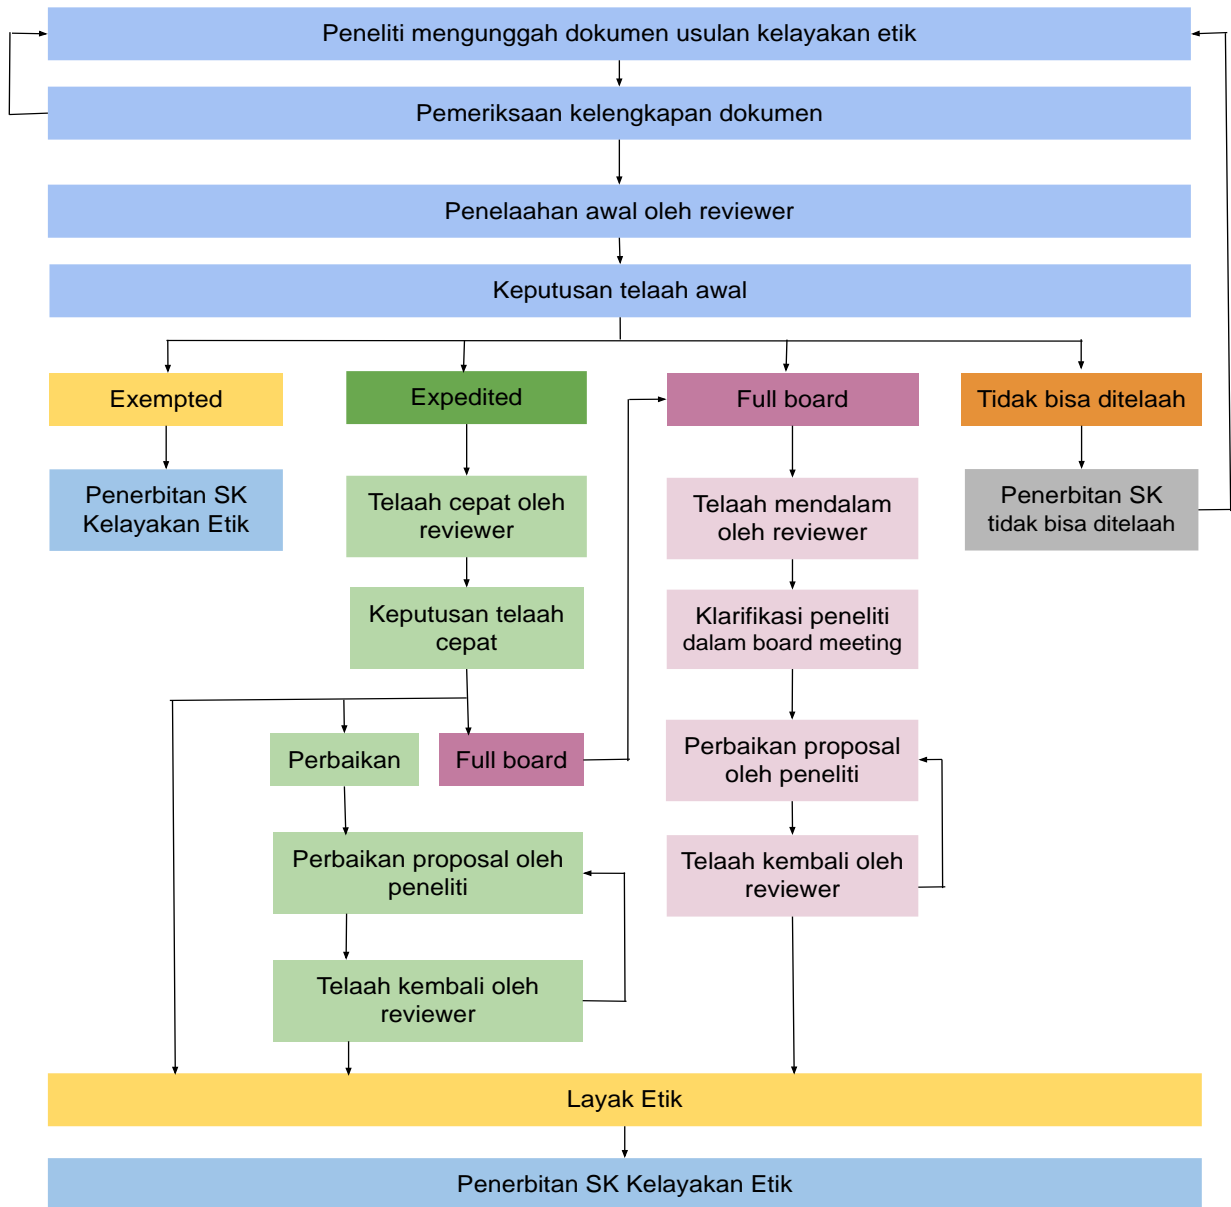 Peneliti mengunggah dokumen usulan kelayakan etik
Pemeriksaan kelengkapan dokumen
Penelaahan awal oleh reviewer
Keputusan telaah awal
Exempted
Expedited
Full board
Tidak bisa ditelaah
Penerbitan SK
Kelayakan Etik
Telaah cepat oleh
reviewer
Telaah mendalam
oleh reviewer
Penerbitan SK
tidak bisa ditelaah
Keputusan telaah
cepat
Klarifikasi peneliti
dalam board meeting
Perbaikan
Full board
Perbaikan proposal
oleh peneliti
Perbaikan proposal oleh
peneliti
Telaah kembali oleh
reviewer
Telaah kembali oleh
reviewer
Layak Etik
Penerbitan SK Kelayakan Etik